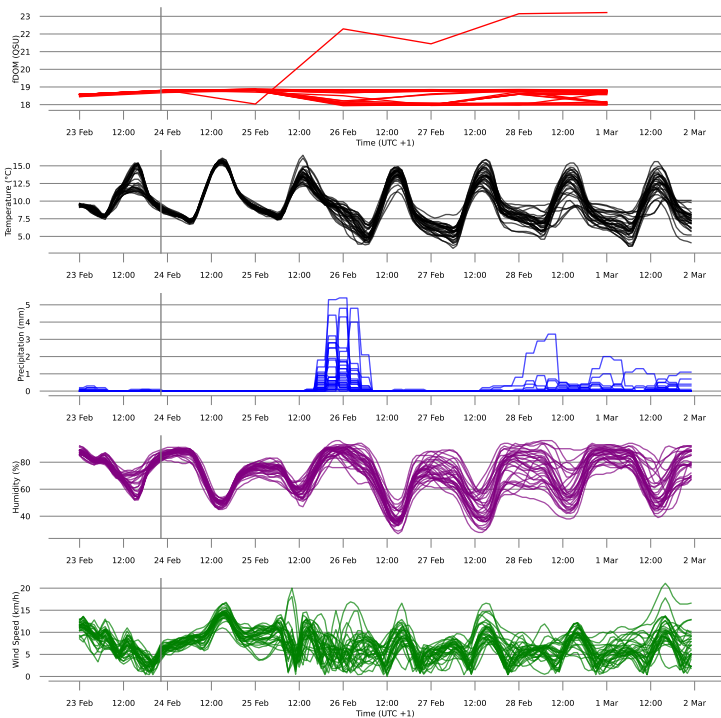 fDOM (QSU)
23
22
21
20
19
18
23 Feb 12:00 24 Feb 12:00 25 Feb 12:00 26 Feb 12:00 27 Feb 12:00 28 Feb 12:00 1 Mar 12:00 2 Mar
Time (UTC +1)
Temperature (°C)
15.0
12.5
10.0
7.5
5.0
23 Feb 12:00 24 Feb 12:00 25 Feb 12:00 26 Feb 12:00 27 Feb 12:00 28 Feb 12:00 1 Mar 12:00 2 Mar
Precipitation (mm)
5
4
3
2
1
0
23 Feb 12:00 24 Feb 12:00 25 Feb 12:00 26 Feb 12:00 27 Feb 12:00 28 Feb 12:00 1 Mar 12:00 2 Mar
Humidity (%)
80
60
40
23 Feb 12:00 24 Feb 12:00 25 Feb 12:00 26 Feb 12:00 27 Feb 12:00 28 Feb 12:00 1 Mar 12:00 2 Mar
Wind Speed (km/h)
20
15
10
5
0
23 Feb 12:00 24 Feb 12:00 25 Feb 12:00 26 Feb 12:00 27 Feb 12:00 28 Feb 12:00 1 Mar 12:00 2 Mar
Time (UTC +1)